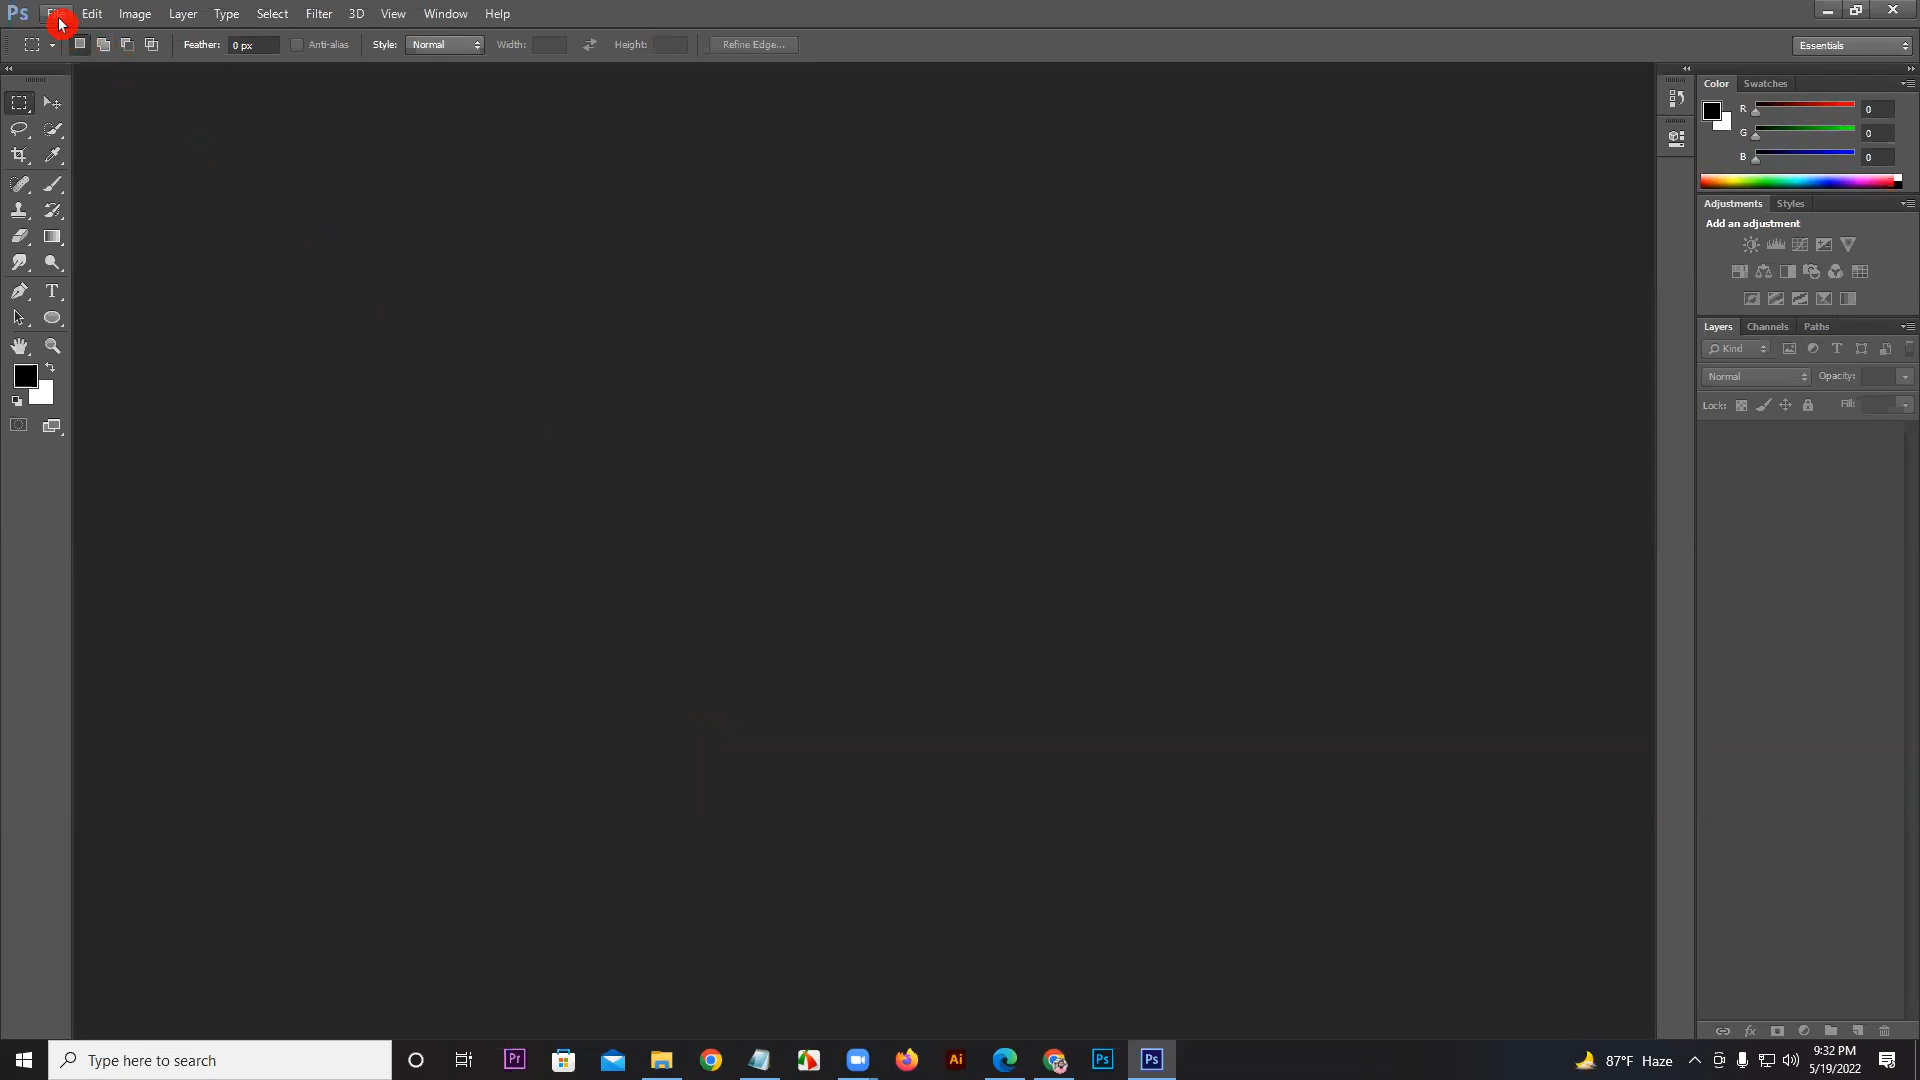 Ps File Edit Image Layer Type Select Filter 3D View Window Help
Feather: 0 px Anti-alias Style: Normal Width: Height: Refine Edge... Essentials
Color Swatches
R 0
G 0
B 0
Adjustments Styles
Add an adjustment
Layers Channels Paths
Kind
Normal Opacity:
Lock: Fill:
Type here to search
Pr Ai Ps Ps
87°F Haze
9:32 PM
5/19/2022